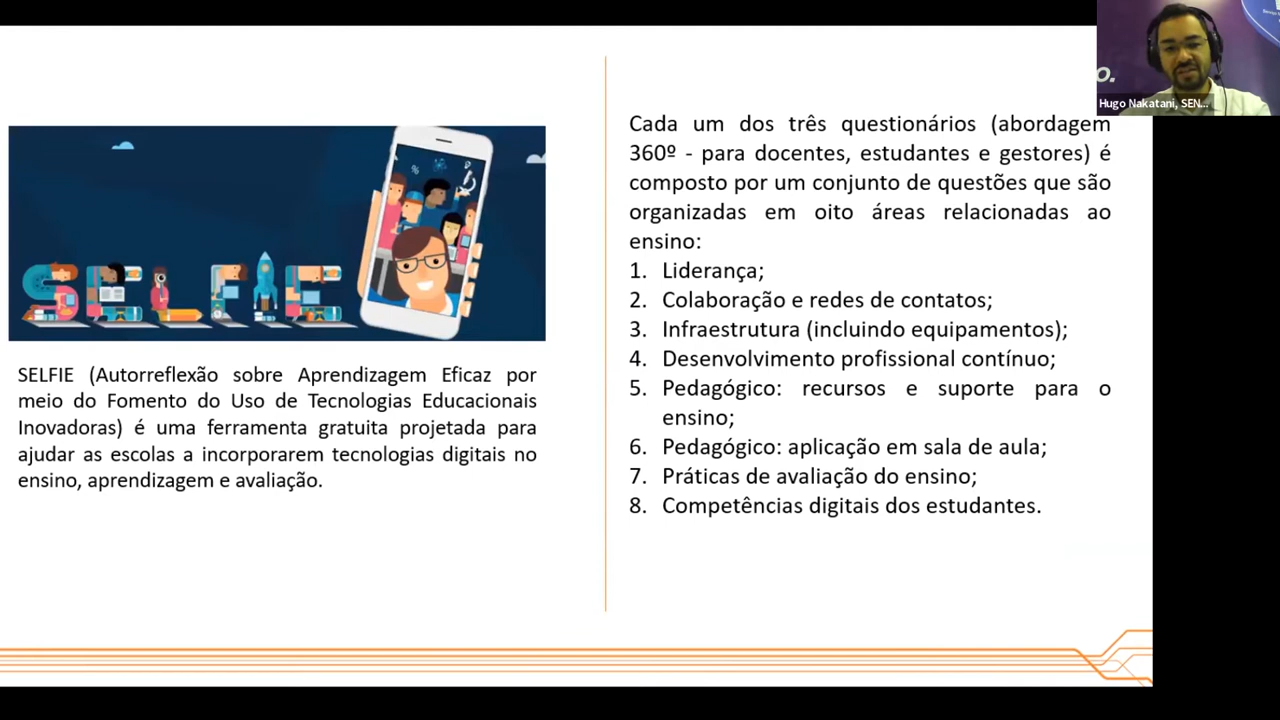 SELFIE
SELFIE (Autorreflexão sobre Aprendizagem Eficaz por
meio do Fomento do Uso de Tecnologias Educacionais
Inovadoras) é uma ferramenta gratuita projetada para
ajudar as escolas a incorporarem tecnologias digitais no
ensino, aprendizagem e avaliação.
Cada um dos três questionários (abordagem
360º - para docentes, estudantes e gestores) é
composto por um conjunto de questões que são
organizadas em oito áreas relacionadas ao
ensino:
1. Liderança;
2. Colaboração e redes de contatos;
3. Infraestrutura (incluindo equipamentos);
4. Desenvolvimento profissional contínuo;
5. Pedagógico: recursos e suporte para o
ensino;
6. Pedagógico: aplicação em sala de aula;
7. Práticas de avaliação do ensino;
8. Competências digitais dos estudantes.
o.
Hugo Nakatani, SEN...